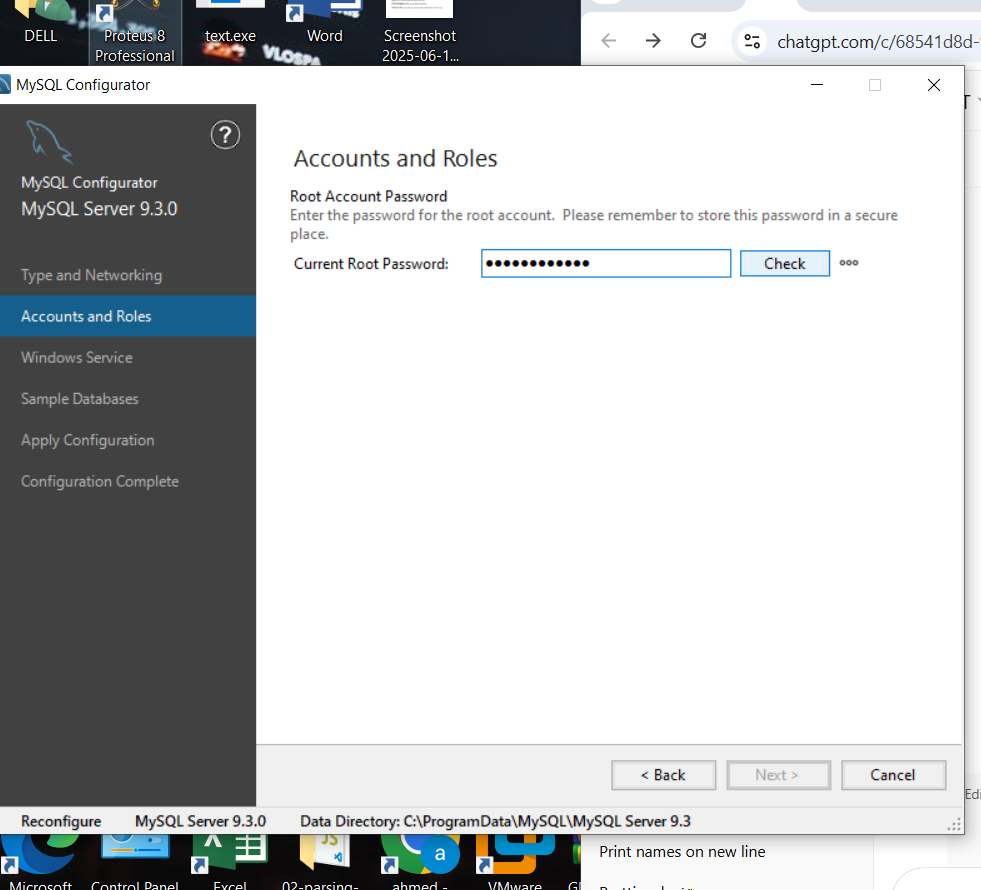 DELL
Proteus 8
Professional
text.exe
VLOSPA
Word
Screenshot
2025-06-1...
chatgpt.com/c/68541d8d-
MySQL Configurator
T
?
MySQL Configurator
MySQL Server 9.3.0
Type and Networking
Accounts and Roles
Windows Service
Sample Databases
Apply Configuration
Configuration Complete
Accounts and Roles
Root Account Password
Enter the password for the root account. Please remember to store this password in a secure
place.
Current Root Password: ●●●●●●●●●●●● Check
< Back Next > Cancel
Edi
Reconfigure MySQL Server 9.3.0 Data Directory: C:\ProgramData\MySQL\MySQL Server 9.3
JS
a
Print names on new line
Microsoft
Control Panel
Excel
02-parsing-
ahmed -
VMware